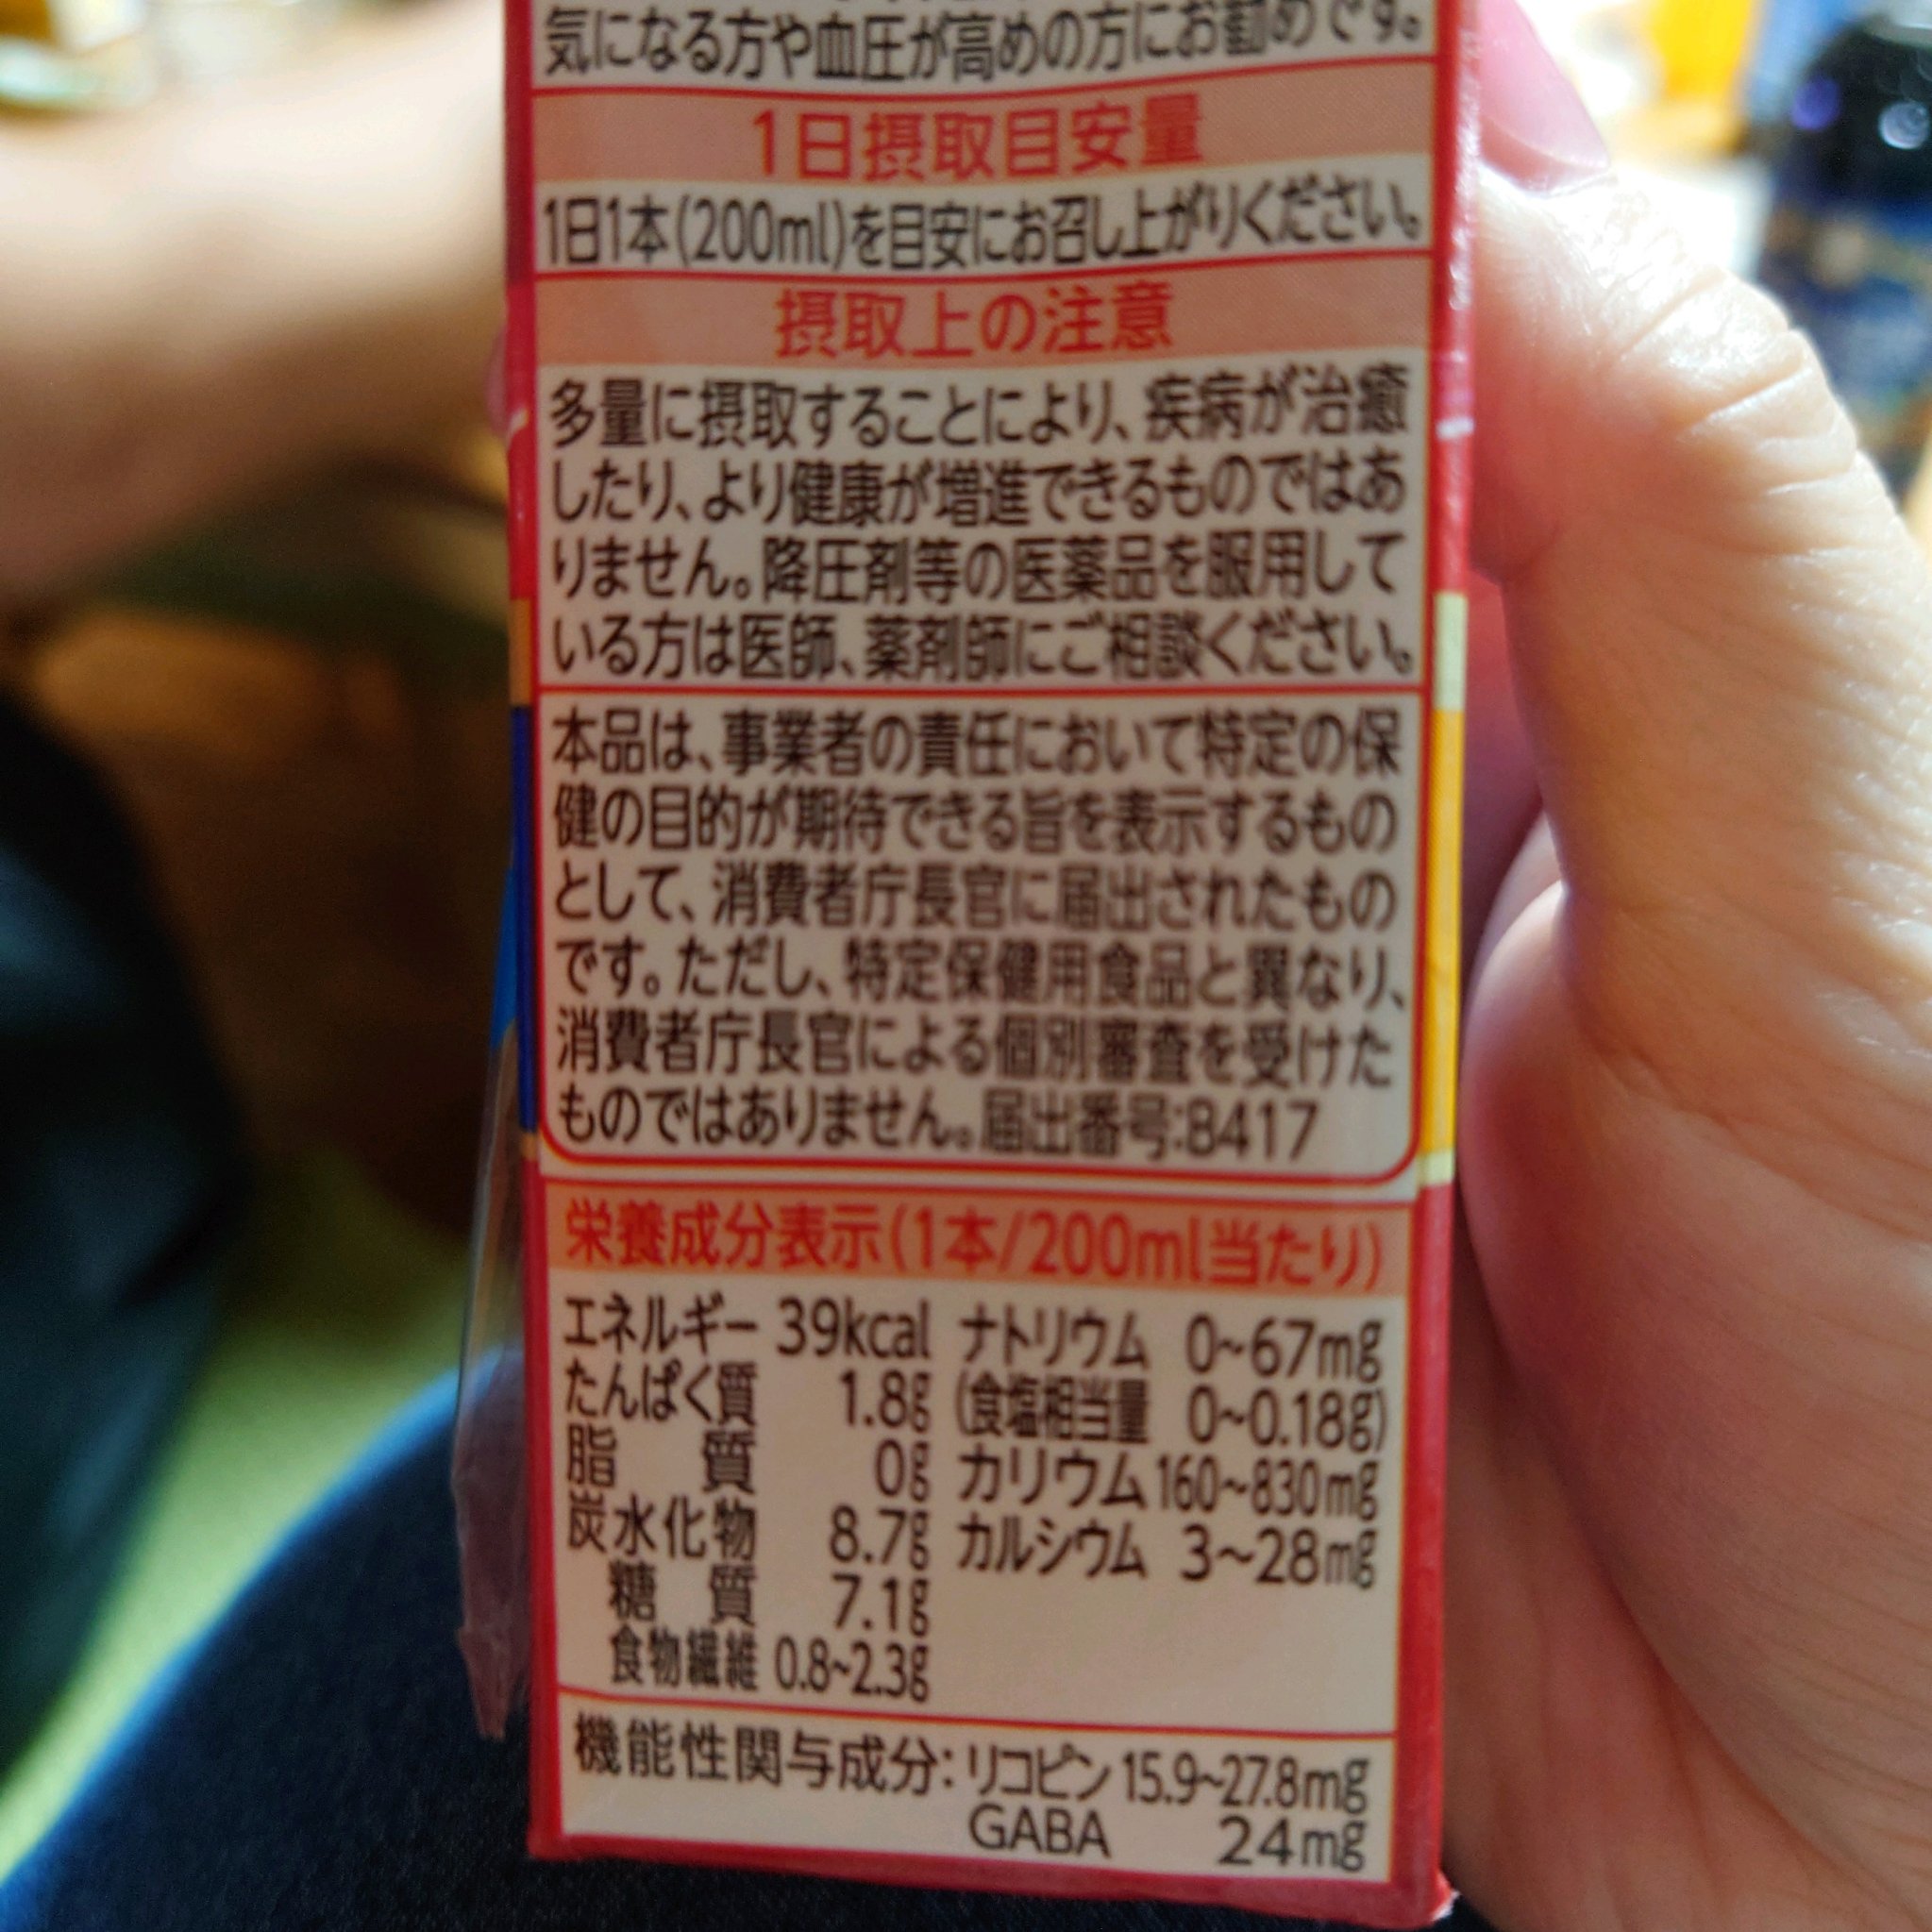 気になる方や血圧が高めの方にお勧めです。
1日摂取目安量
1日1本(200ml)を目安にお召し上がりください。
摂取上の注意
多量に摂取することにより、疾病が治癒
したり、より健康が増進できるものではあ
りません。降圧剤等の医薬品を服用して
いる方は医師、薬剤師にご相談ください。
本品は、事業者の責任において特定の保
健の目的が期待できる旨を表示するもの
として、消費者庁長官に届出されたもの
です。ただし、特定保健用食品と異なり、
消費者庁長官による個別審査を受けた
ものではありません。届出番号:B417
栄養成分表示(1本/200ml当たり)
エネルギー 39kcal ナトリウム 0~67mg
たんぱく質 1.8g (食塩相当量 0~0.18g)
脂 質 0g カリウム 160~830mg
炭水化物 8.7g カルシウム 3~28mg
糖 質 7.1g
食物繊維 0.8~2.3g
機能性関与成分:リコピン 15.9~27.8mg
GABA 24mg